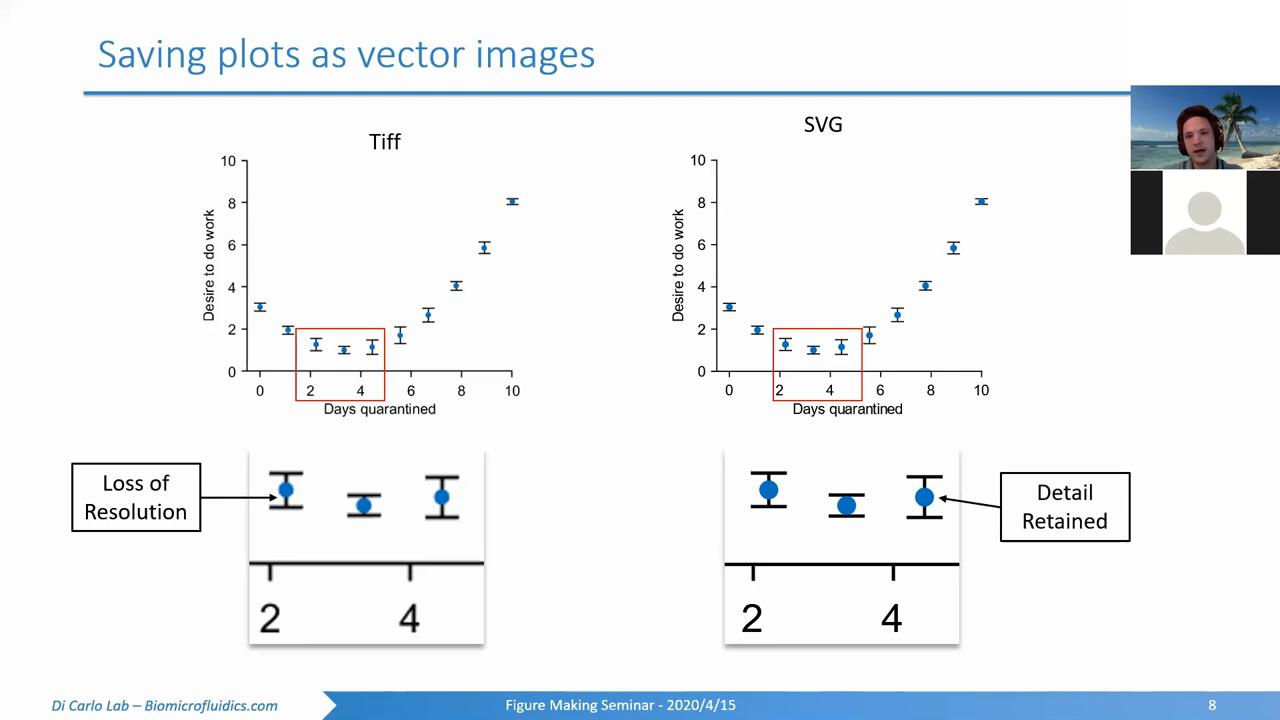 Saving plots as vector images
Tiff
10
8
6
4
2
0
Desire to do work
0 2 4 6 8 10
Days quarantined
SVG
10
8
6
4
2
0
Desire to do work
0 2 4 6 8 10
Days quarantined
Loss of
Resolution
2 4
2 4
Detail
Retained
Di Carlo Lab – Biomicrofluidics.com
Figure Making Seminar - 2020/4/15
8